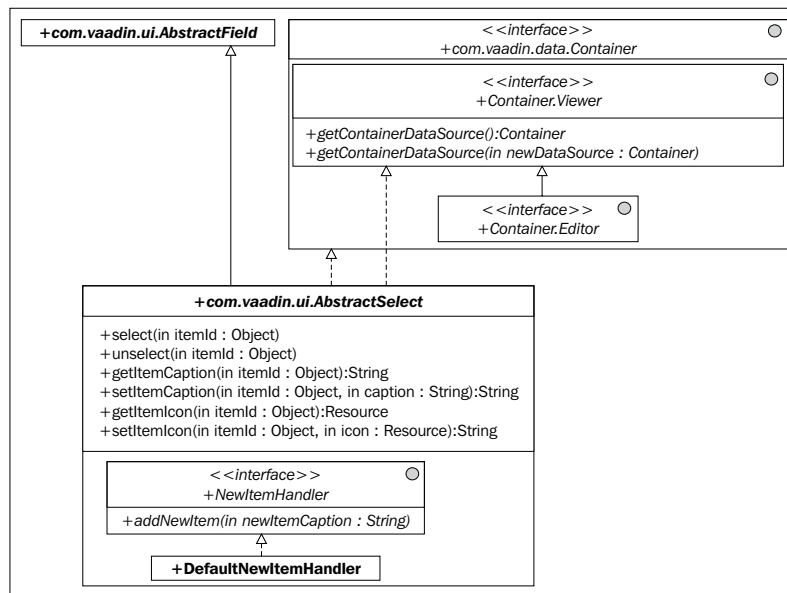 +com.vaadin.ui.AbstractField
<<interface>>
+com.vaadin.data.Container
<<interface>>
+Container.Viewer
+getContainerDataSource():Container
+getContainerDataSource(in newDataSource : Container)
<<interface>>
+Container.Editor
+com.vaadin.ui.AbstractSelect
+select(in itemId : Object)
+unselect(in itemId : Object)
+getItemCaption(in itemId : Object):String
+setItemCaption(in itemId : Object, in caption : String):String
+getItemIcon(in itemId : Object):Resource
+setItemIcon(in itemId : Object, in icon : Resource):String
<<interface>>
+NewItemHandler
+addNewItem(in newItemCaption : String)
+DefaultNewItemHandler